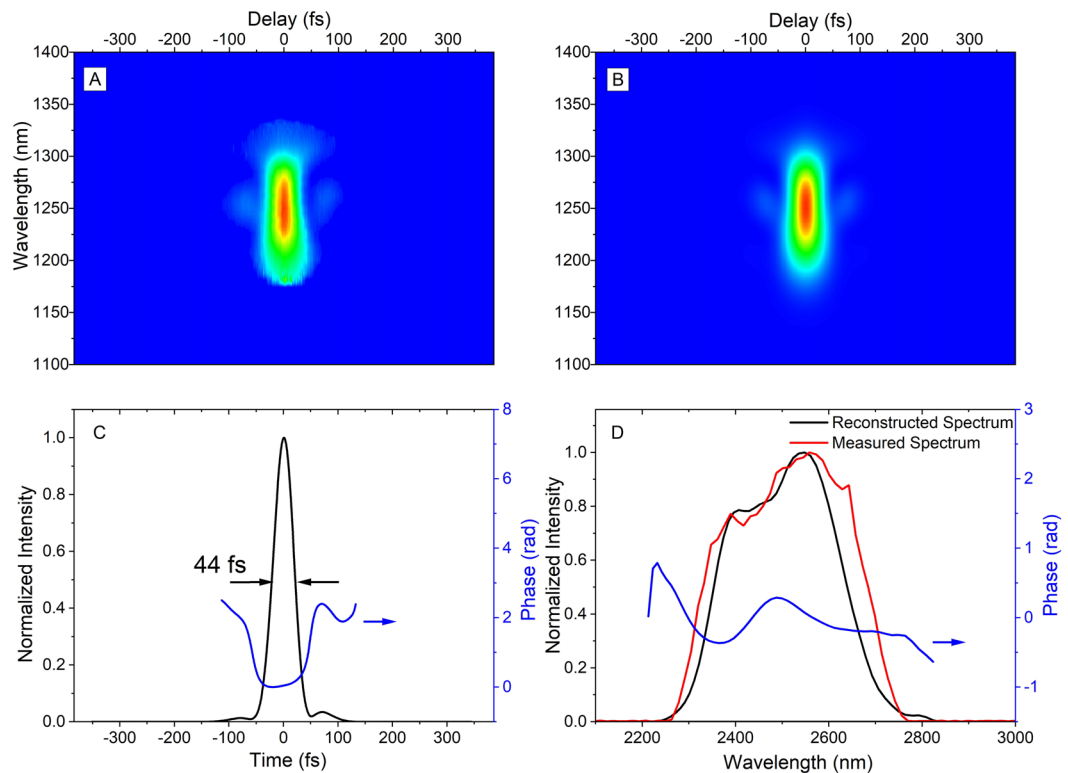 Delay (fs)
-300 -200 -100 0 100 200 300
1400
1300
1200
1150
1100
1250
1350
Wavelength (nm)
A
Delay (fs)
-300 -200 -100 0 100 200 300
1400
1350
1300
1250
1200
1150
1100
B
C
1.0
0.8
0.6
0.4
0.2
0.0
Normalized Intensity
44 fs
8
6
4
2
0
Phase (rad)
-300 -200 -100 0 100 200 300
Time (fs)
D
Reconstructed Spectrum
Measured Spectrum
1.0
0.8
0.6
0.4
0.2
0.0
Normalized Intensity
3
2
1
0
-1
Phase (rad)
2200 2400 2600 2800 3000
Wavelength (nm)